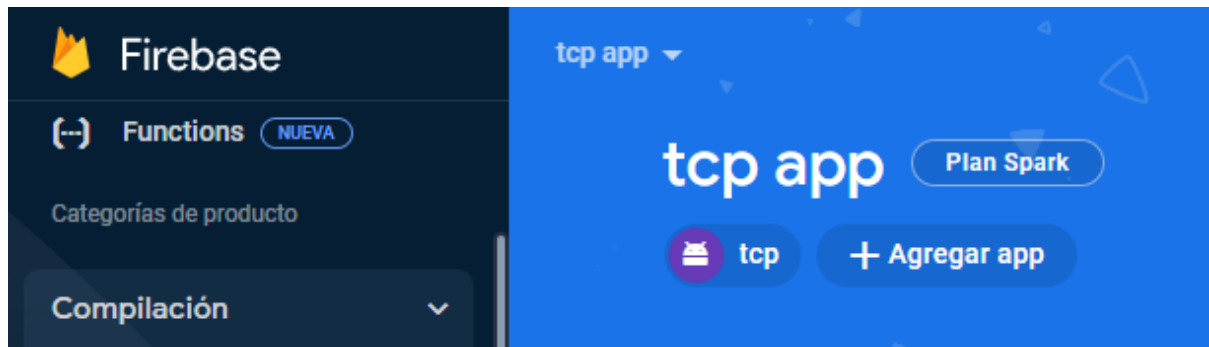 Firebase
Functions NUEVA
Categorías de producto
Compilación
tcp app
tcp app Plan Spark
tcp + Agregar app